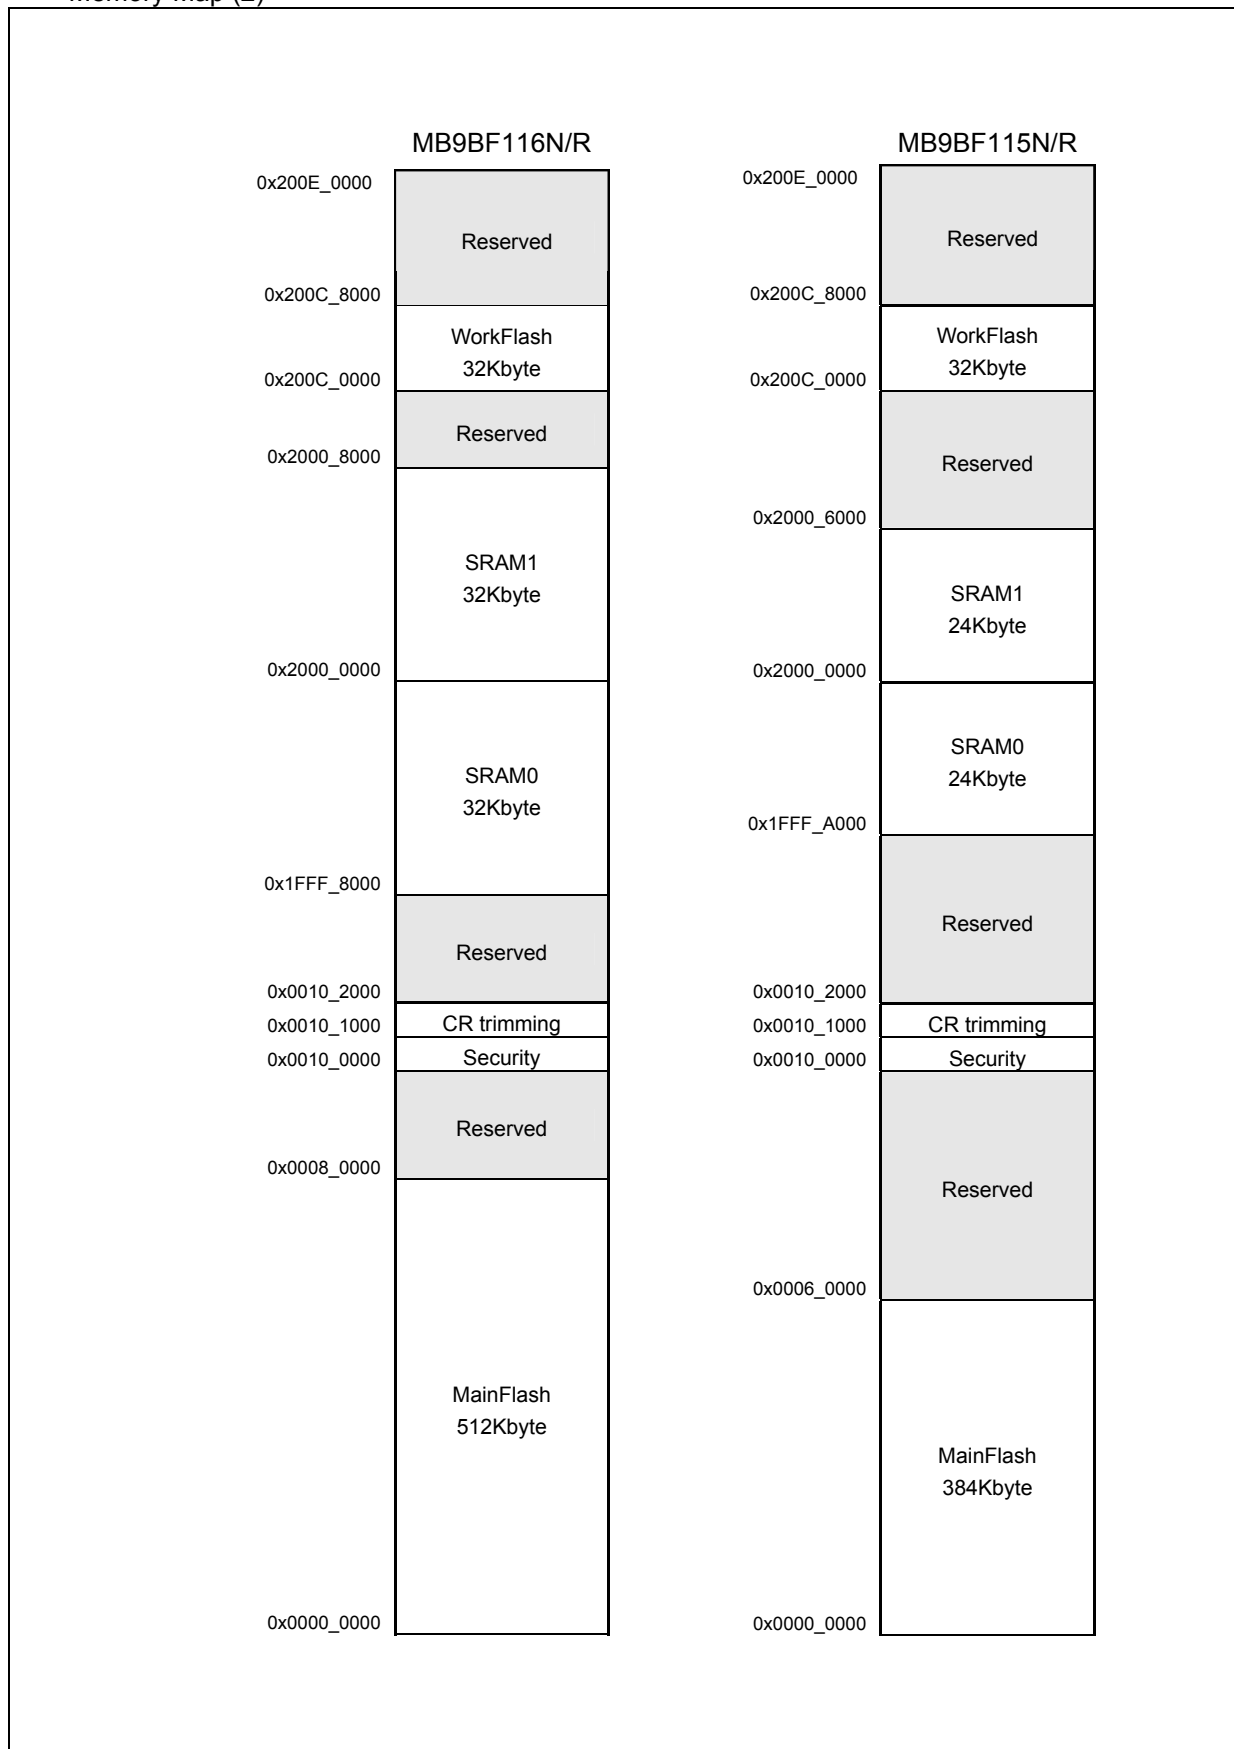 Memory Map (2)
MB9BF116N/R
0x200E_0000
Reserved
0x200C_8000
WorkFlash
32Kbyte
0x200C_0000
Reserved
0x2000_8000
SRAM1
32Kbyte
0x2000_0000
SRAM0
32Kbyte
0x1FFF_8000
Reserved
0x0010_2000
CR trimming
0x0010_1000
Security
0x0010_0000
Reserved
0x0008_0000
MainFlash
512Kbyte
0x0000_0000
MB9BF115N/R
0x200E_0000
Reserved
0x200C_8000
WorkFlash
32Kbyte
0x200C_0000
Reserved
0x2000_6000
SRAM1
24Kbyte
0x2000_0000
SRAM0
24Kbyte
0x1FFF_A000
Reserved
0x0010_2000
CR trimming
0x0010_1000
Security
0x0010_0000
Reserved
0x0006_0000
MainFlash
384Kbyte
0x0000_0000